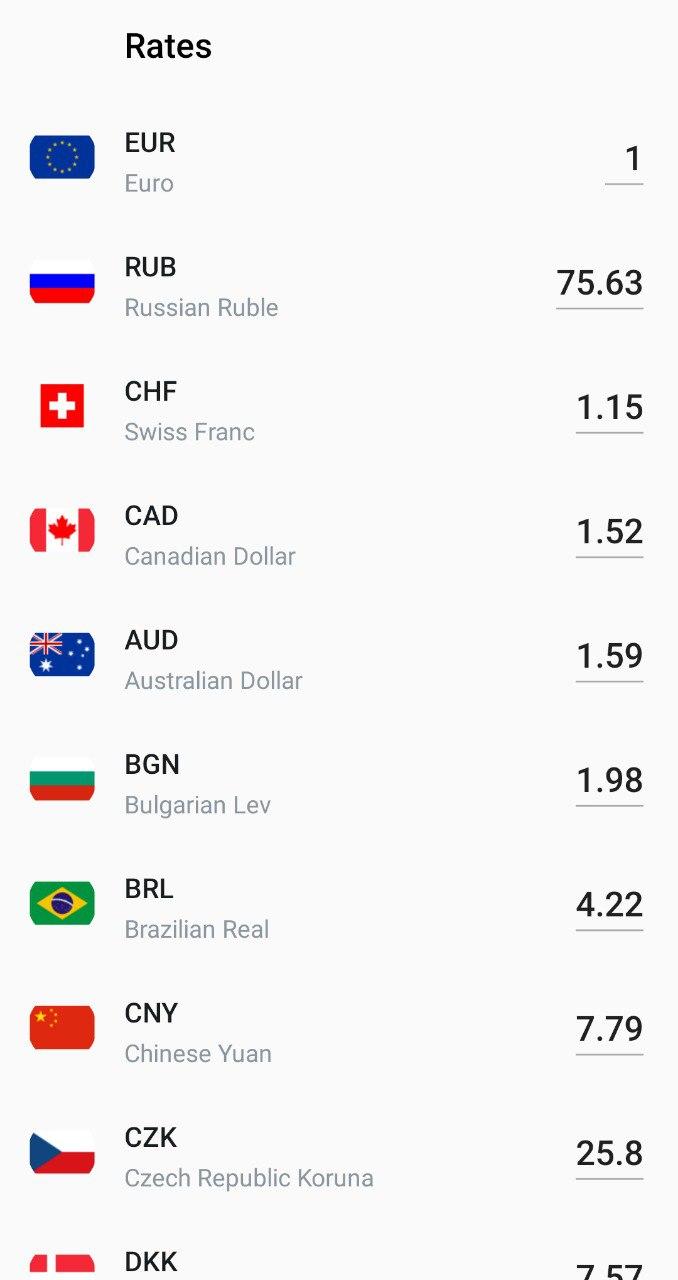 Rates
EUR
Euro
1
RUB
Russian Ruble
75.63
CHF
Swiss Franc
1.15
CAD
Canadian Dollar
1.52
AUD
Australian Dollar
1.59
BGN
Bulgarian Lev
1.98
BRL
Brazilian Real
4.22
CNY
Chinese Yuan
7.79
CZK
Czech Republic Koruna
25.8
DKK
7.57